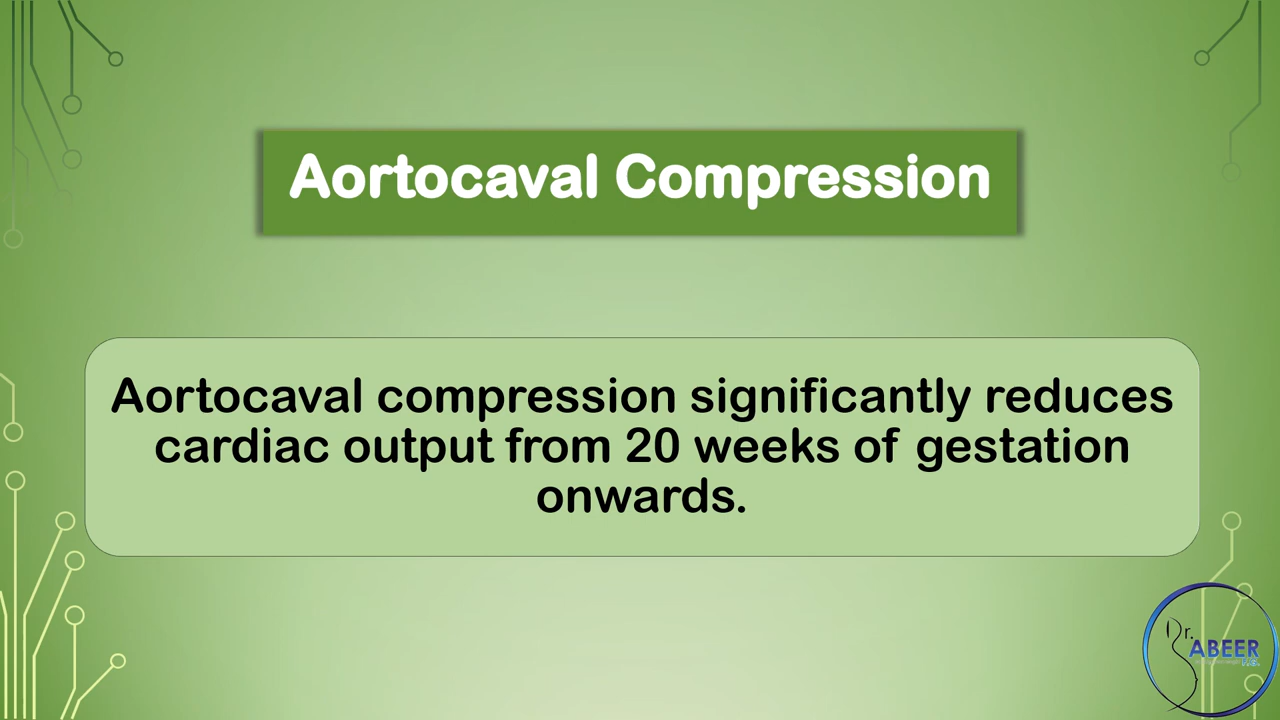 Aortocaval Compression
Aortocaval compression significantly reduces
cardiac output from 20 weeks of gestation
onwards.
Dr.
ABEER